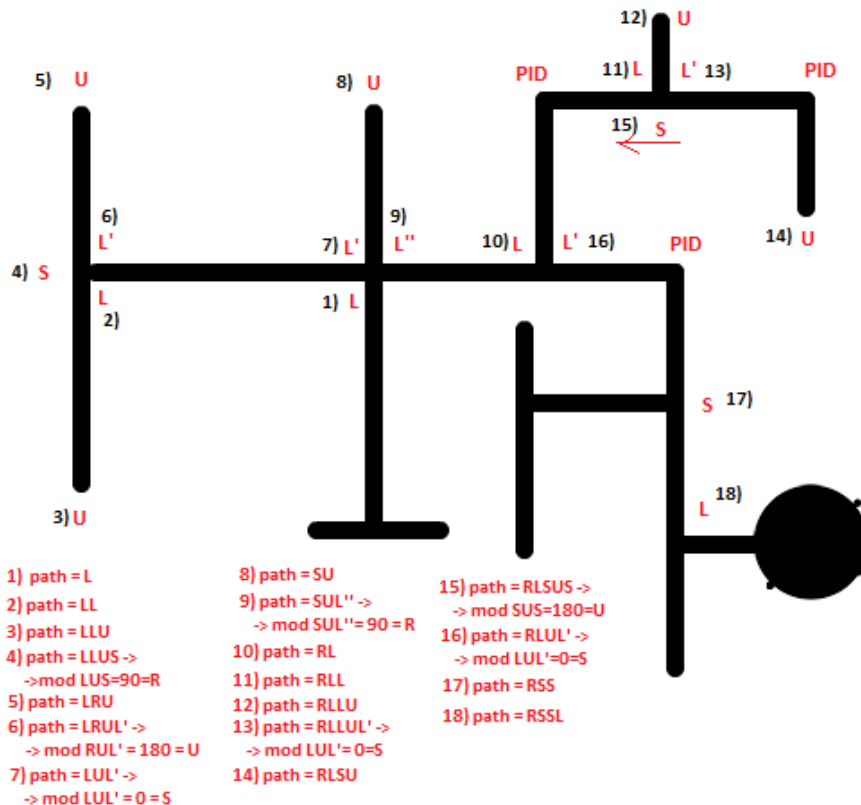 12) U
11) L L' 13)
PID
PID
5) U
8) U
15) S
6)
L'
9)
7) L' L''
10) L L' 16)
PID
14) U
4) S
L
2)
1) L
S 17)
L 18)
3) U
1) path = L
2) path = LL
3) path = LLU
4) path = LLUS ->
->mod LUS=90=R
5) path = LRU
6) path = LRUL' ->
-> mod RUL' = 180 = U
7) path = LUL' ->
-> mod LUL' = 0 = S
8) path = SU
9) path = SUL'' ->
-> mod SUL''= 90 = R
10) path = RL
11) path = RLL
12) path = RLLU
13) path = RLLUL' ->
-> mod LUL'= 0=S
14) path = RLSU
15) path = RLSUS ->
-> mod SUS=180=U
16) path = RLUL' ->
-> mod LUL'=0=S
17) path = RSS
18) path = RSSL